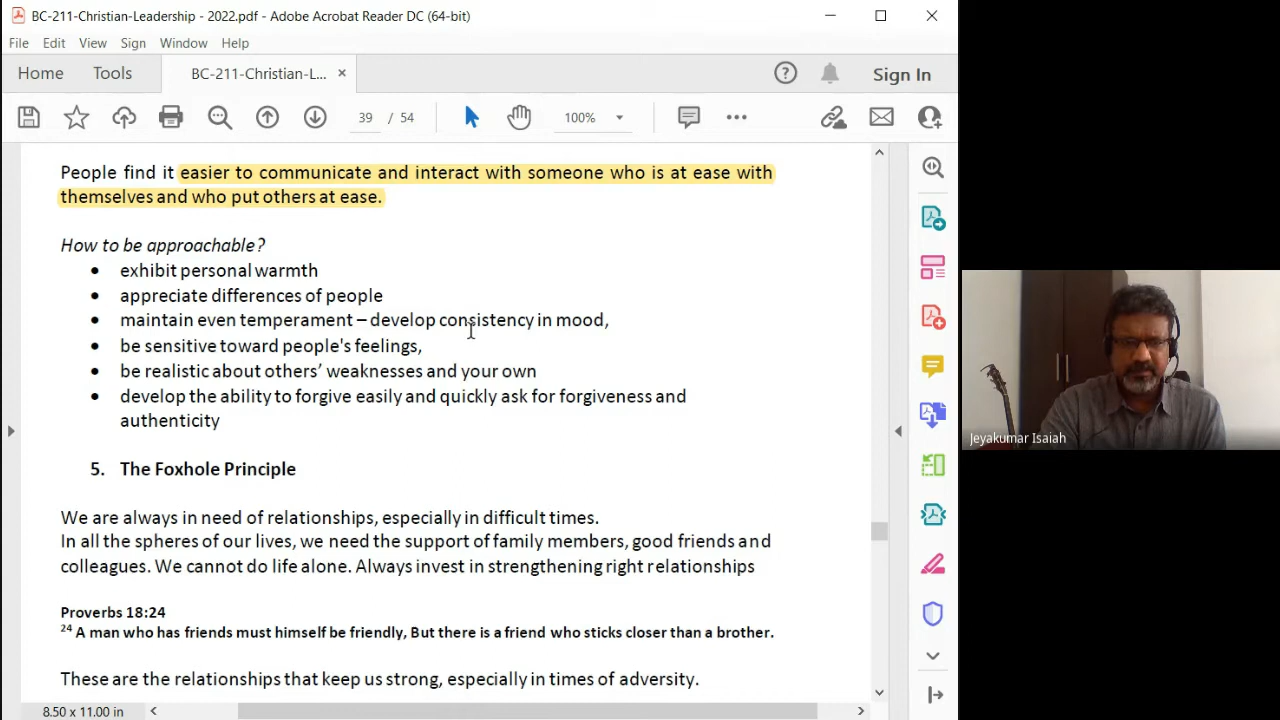 BC-211-Christian-Leadership - 2022.pdf - Adobe Acrobat Reader DC (64-bit)
File Edit View Sign Window Help
Home Tools BC-211-Christian-L... ×
Sign In
39 / 54 100%
People find it easier to communicate and interact with someone who is at ease with
themselves and who put others at ease.
How to be approachable?
• exhibit personal warmth
• appreciate differences of people
• maintain even temperament – develop consistency in mood,
• be sensitive toward people's feelings,
• be realistic about others’ weaknesses and your own
• develop the ability to forgive easily and quickly ask for forgiveness and
authenticity
5. The Foxhole Principle
We are always in need of relationships, especially in difficult times.
In all the spheres of our lives, we need the support of family members, good friends and
colleagues. We cannot do life alone. Always invest in strengthening right relationships
Proverbs 18:24
24 A man who has friends must himself be friendly, But there is a friend who sticks closer than a brother.
These are the relationships that keep us strong, especially in times of adversity.
8.50 x 11.00 in
Jeyakumar Isaiah